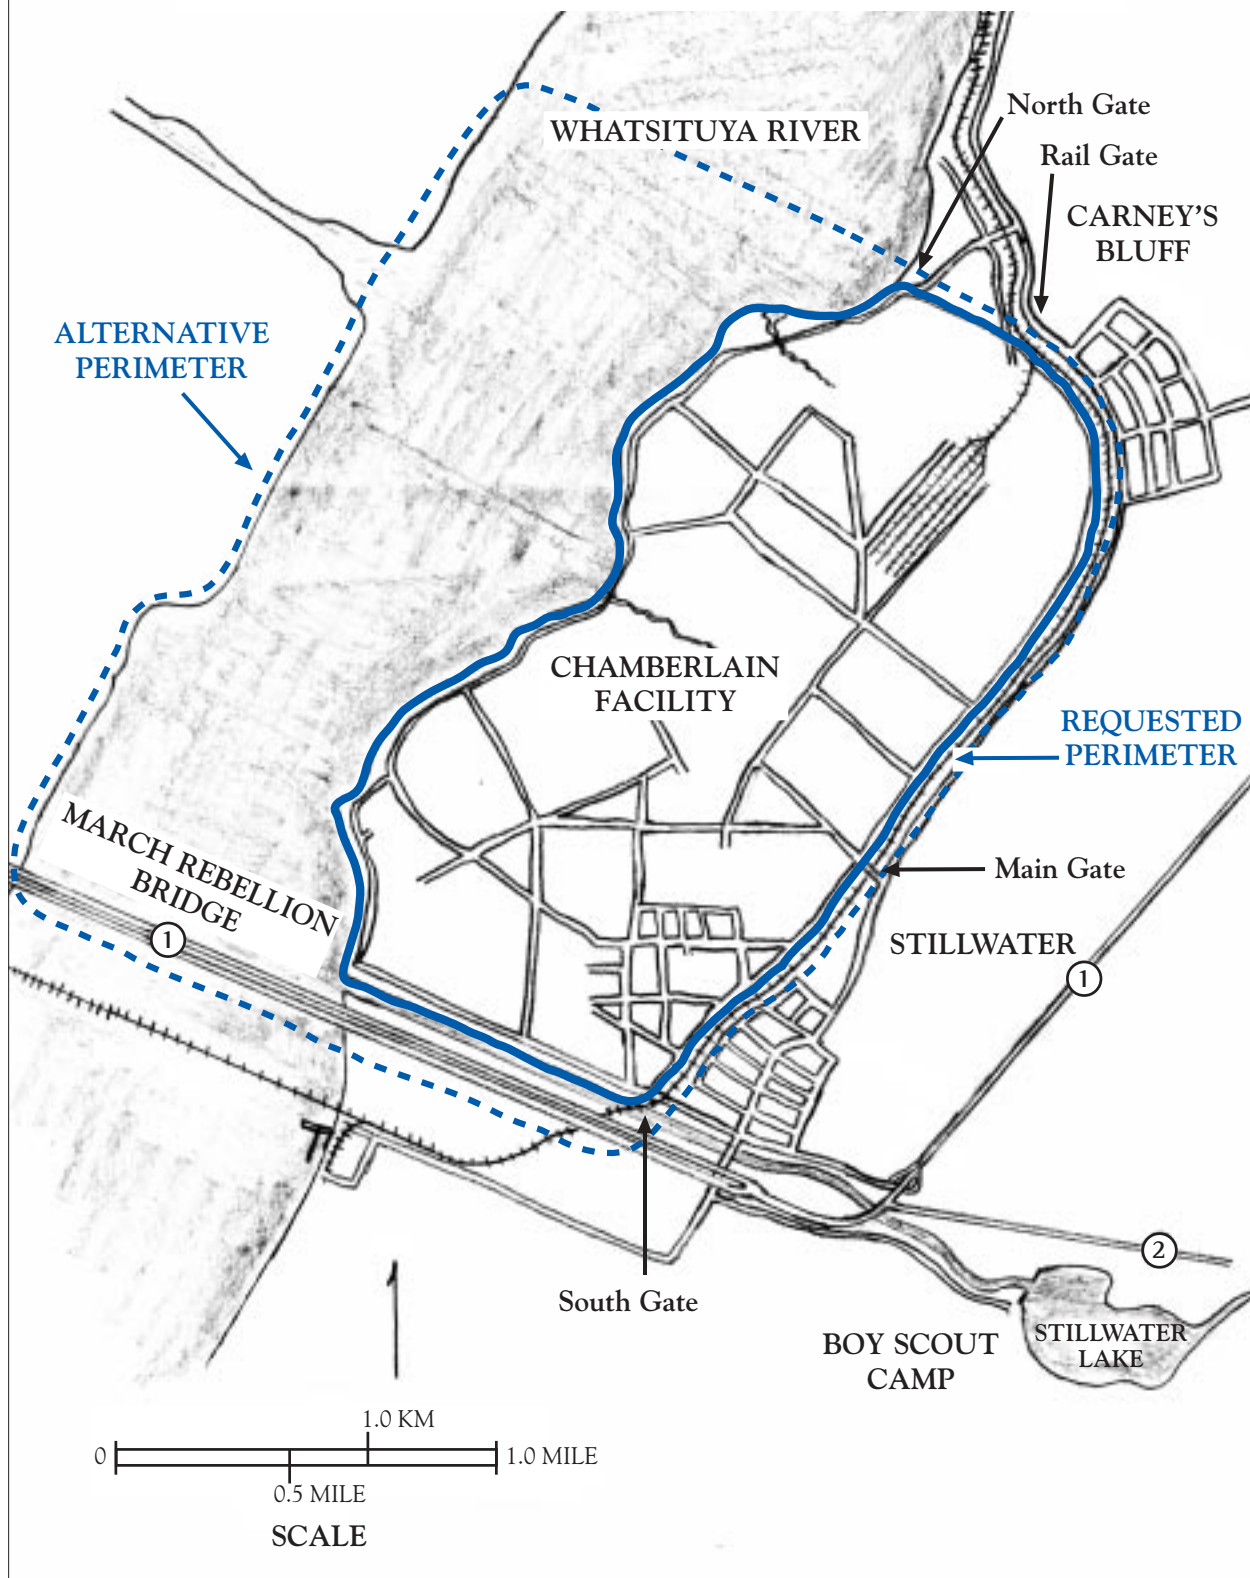 North Gate
WHATSITUYA RIVER
Rail Gate
CARNEY'S
BLUFF
ALTERNATIVE
PERIMETER
CHAMBERLAIN
FACILITY
REQUESTED
PERIMETER
MARCH REBELLION
BRIDGE
1
Main Gate
STILLWATER
1
2
South Gate
BOY SCOUT
CAMP
STILLWATER
LAKE
1.0 KM
0
1.0 MILE
0.5 MILE
SCALE